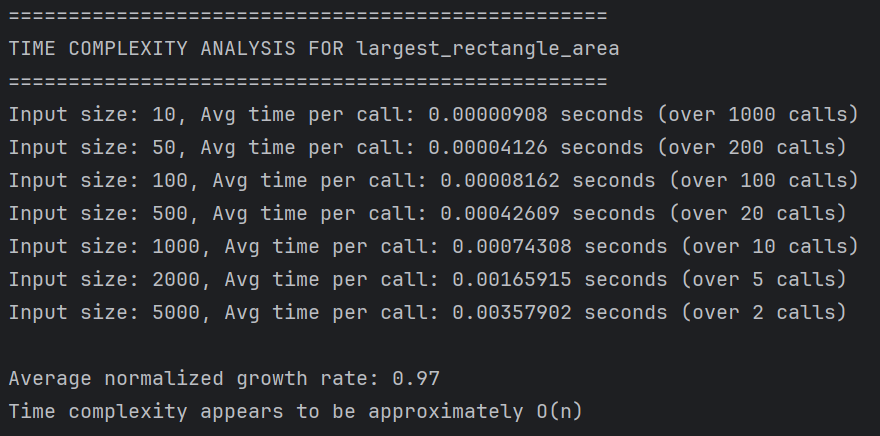 ==================================================
TIME COMPLEXITY ANALYSIS FOR largest_rectangle_area
==================================================
Input size: 10, Avg time per call: 0.00000908 seconds (over 1000 calls)
Input size: 50, Avg time per call: 0.00004126 seconds (over 200 calls)
Input size: 100, Avg time per call: 0.00008162 seconds (over 100 calls)
Input size: 500, Avg time per call: 0.00042609 seconds (over 20 calls)
Input size: 1000, Avg time per call: 0.00074308 seconds (over 10 calls)
Input size: 2000, Avg time per call: 0.00165915 seconds (over 5 calls)
Input size: 5000, Avg time per call: 0.00357902 seconds (over 2 calls)
Average normalized growth rate: 0.97
Time complexity appears to be approximately O(n)